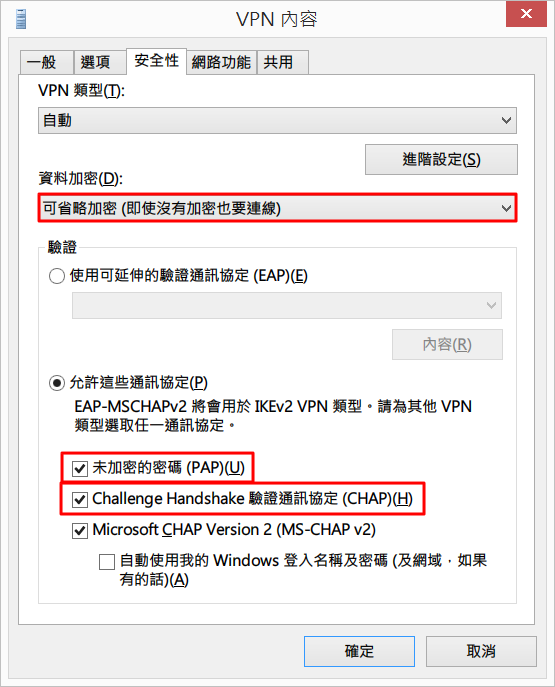 VPN 內容
一般
選項
安全性
網路功能
共用
VPN 類型(T):
自動
進階設定(S)
資料加密(D):
可省略加密 (即使沒有加密也要連線)
驗證
使用可延伸的驗證通訊協定 (EAP)(E)
內容(R)
允許這些通訊協定(P)
EAP-MSCHAPv2 將會用於 IKEv2 VPN 類型。請為其他 VPN
類型選取任一通訊協定。
未加密的密碼 (PAP)(U)
Challenge Handshake 驗證通訊協定 (CHAP)(H)
Microsoft CHAP Version 2 (MS-CHAP v2)
自動使用我的 Windows 登入名稱及密碼 (及網域，如果
有的話)(A)
確定
取消